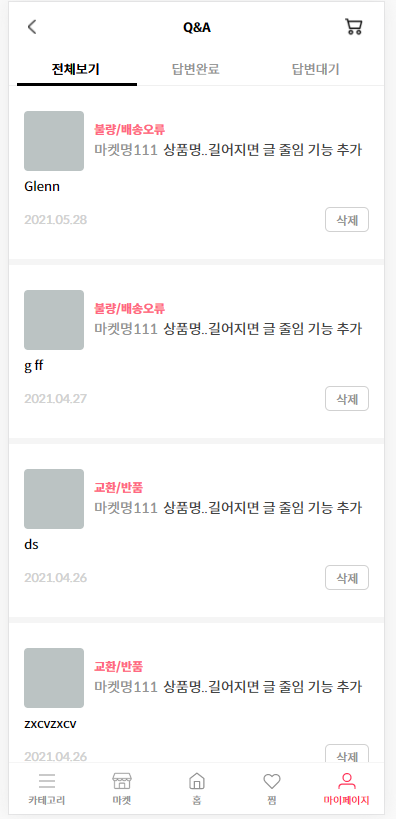 Q&A
전체보기 답변완료 답변대기
불량/배송오류
마켓명111 상품명..길어지면 글 줄임 기능 추가
Glenn
2021.05.28 삭제
불량/배송오류
마켓명111 상품명..길어지면 글 줄임 기능 추가
g ff
2021.04.27 삭제
교환/반품
마켓명111 상품명..길어지면 글 줄임 기능 추가
ds
2021.04.26 삭제
교환/반품
마켓명111 상품명..길어지면 글 줄임 기능 추가
zxcvzxcv
2021.04.26 삭제
카테고리 마켓 홈 찜 마이페이지